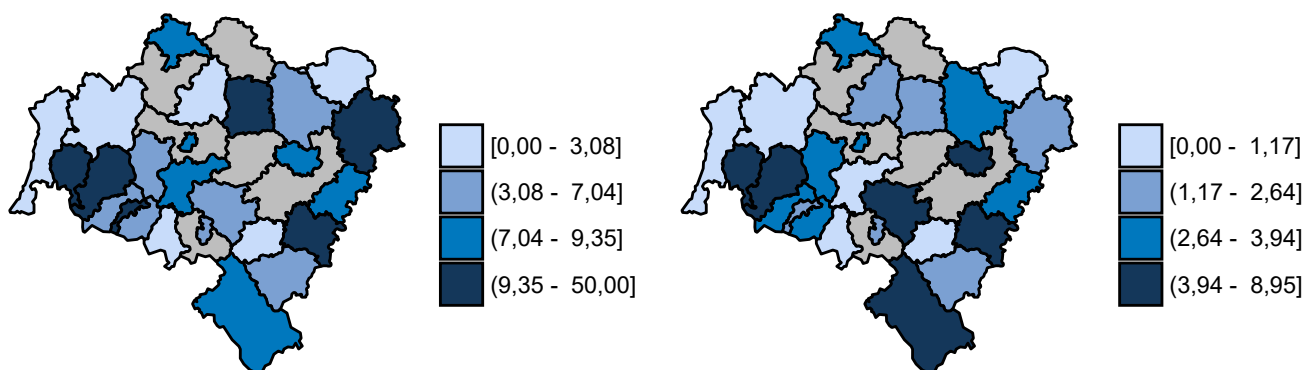 [0,00 - 3,08]
(3,08 - 7,04]
(7,04 - 9,35]
(9,35 - 50,00]
[0,00 - 1,17]
(1,17 - 2,64]
(2,64 - 3,94]
(3,94 - 8,95]